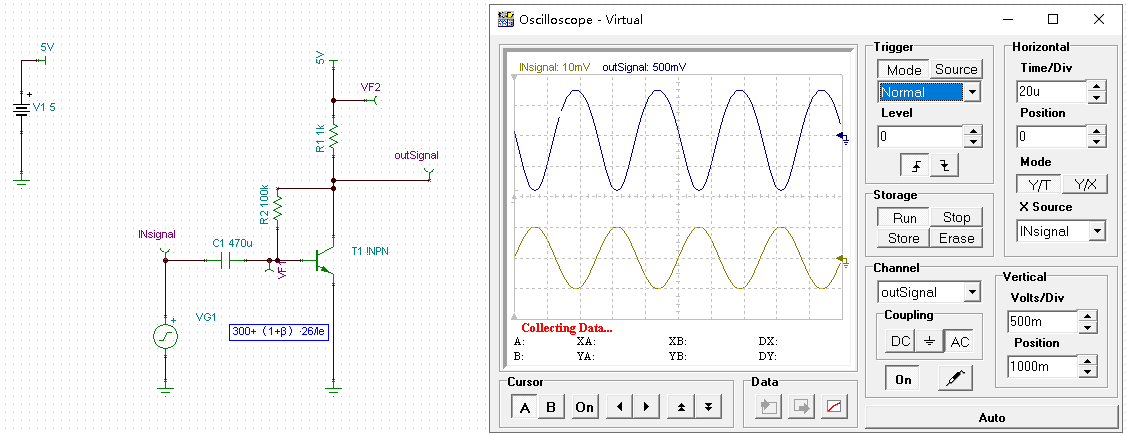 5V
V1 5
5V
VF2
R1 1k
outSignal
R2 100k
INsignal
C1 470u
T1 !NPN
VF1
VG1
300+（1+β）·26/Ie
Oscilloscope - Virtual
INsignal: 10mV outSignal: 500mV
Collecting Data...
A: XA: XB: DX:
B: YA: YB: DY:
Cursor
A B On
Data
Trigger
Mode Source
Normal
Level
0
Storage
Run Stop
Store Erase
Horizontal
Time/Div
20u
Position
0
Mode
Y/T Y/X
X Source
INsignal
Channel
outSignal
Coupling
DC AC
On
Vertical
Volts/Div
500m
Position
1000m
Auto